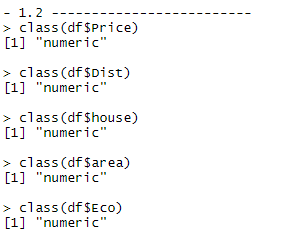 - 1.2 -------------------------
> class(df$Price)
[1] "numeric"
> class(df$Dist)
[1] "numeric"
> class(df$house)
[1] "numeric"
> class(df$area)
[1] "numeric"
> class(df$Eco)
[1] "numeric"